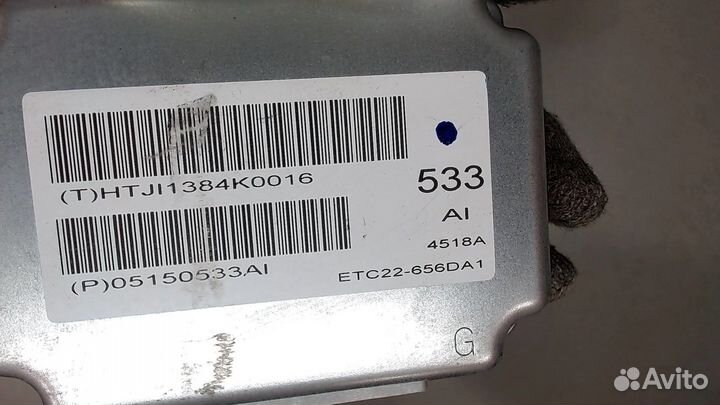 (T)HTJI1384K0016
533
AI
4518A
(P)05150533AI
ETC22-656DA1
G
Avito